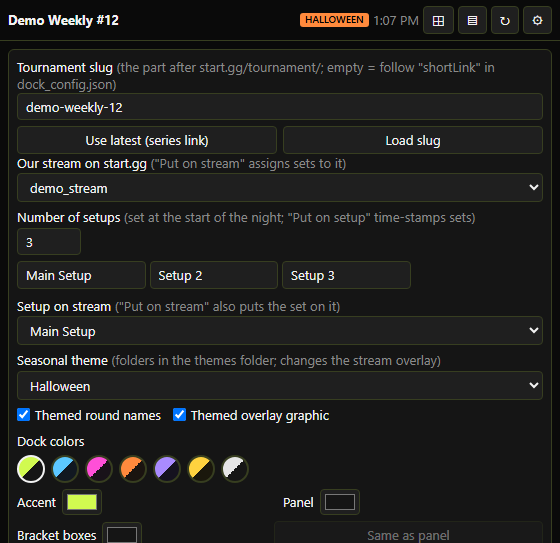 Demo Weekly #12
HALLOWEEN 1:07 PM
Tournament slug (the part after start.gg/tournament/; empty = follow "shortLink" in
dock_config.json)
demo-weekly-12
Use latest (series link) Load slug
Our stream on start.gg ("Put on stream" assigns sets to it)
demo_stream
Number of setups (set at the start of the night; "Put on setup" time-stamps sets)
3
Main Setup Setup 2 Setup 3
Setup on stream ("Put on stream" also puts the set on it)
Main Setup
Seasonal theme (folders in the themes folder; changes the stream overlay)
Halloween
Themed round names Themed overlay graphic
Dock colors
Accent Panel
Bracket boxes Same as panel